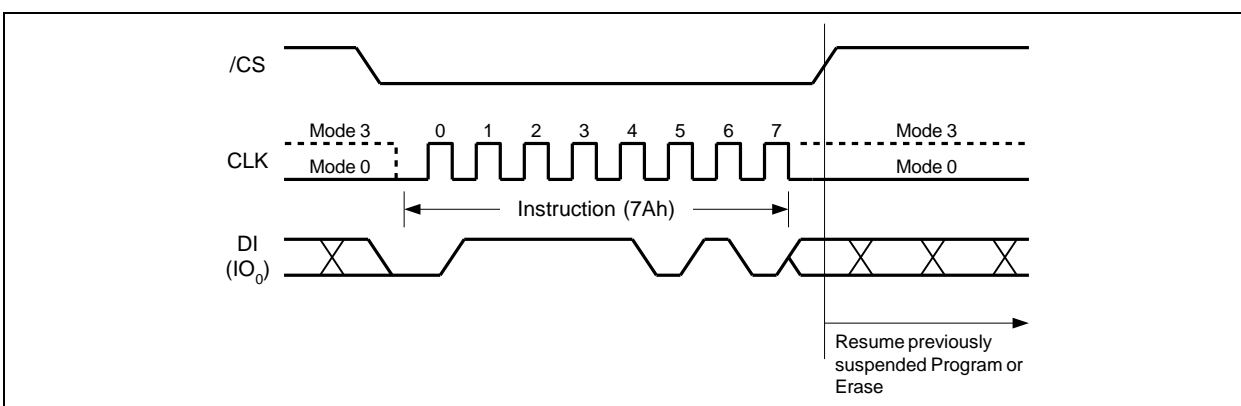 /CS
Mode 3 0 1 2 3 4 5 6 7 Mode 3
CLK
Mode 0 Mode 0
Instruction (7Ah)
DI
(IO0)
Resume previously
suspended Program or
Erase